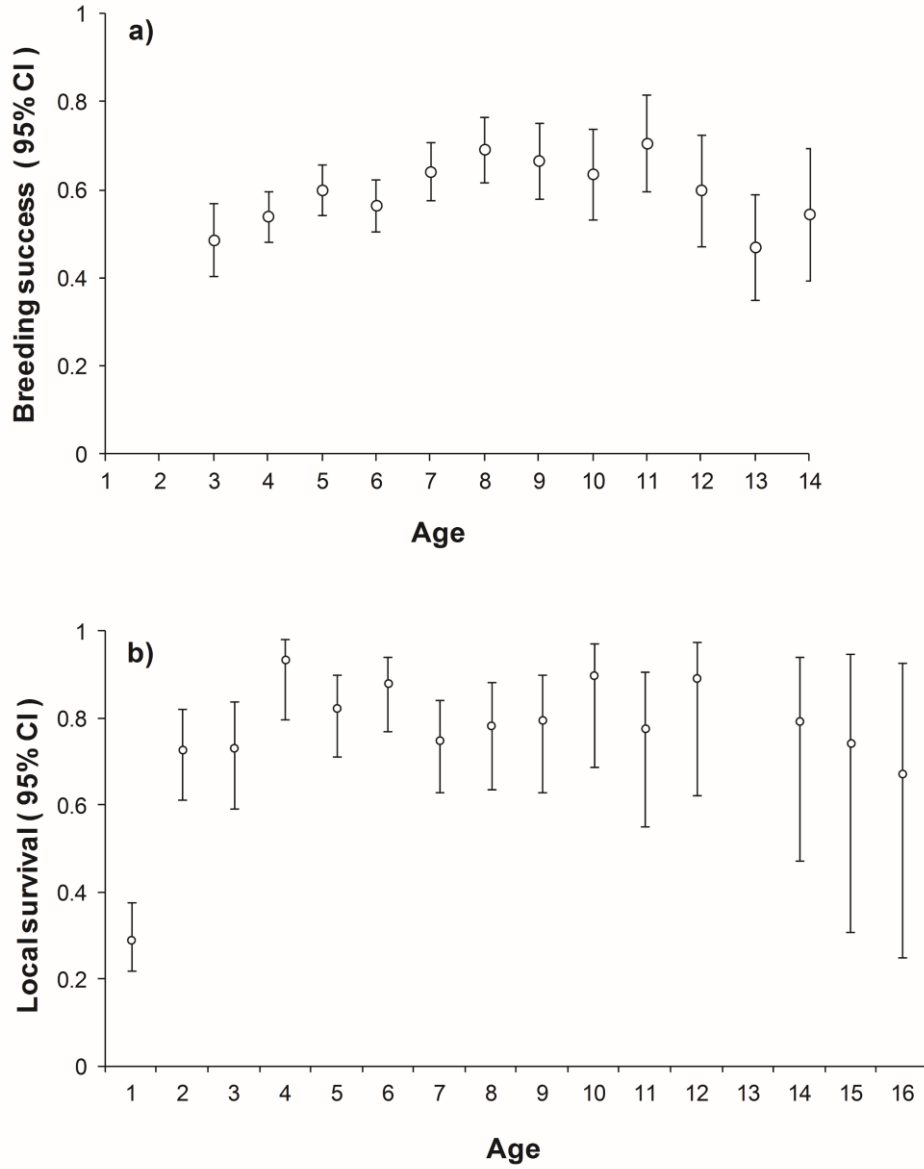 a)
Breeding success (95% CI)
1
0.8
0.6
0.4
0.2
0
1 2 3 4 5 6 7 8 9 10 11 12 13 14
Age
b)
Local survival (95% CI)
1
0.8
0.6
0.4
0.2
0
1 2 3 4 5 6 7 8 9 10 11 12 13 14 15 16
Age